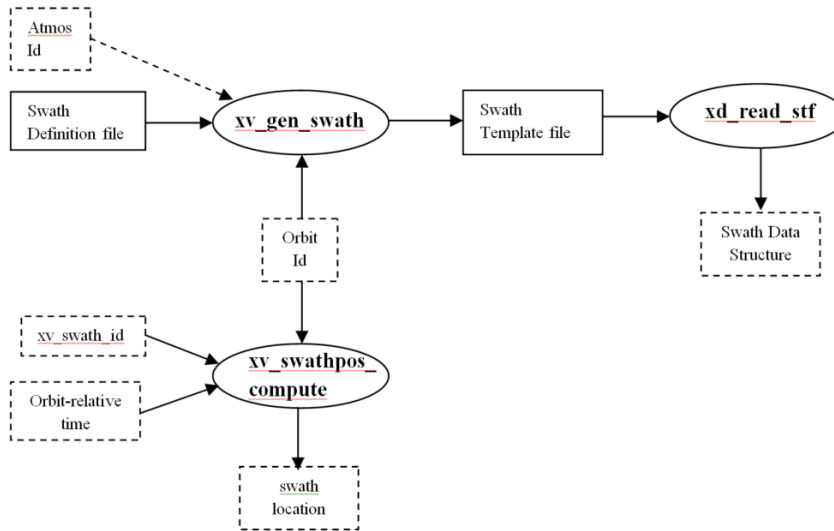 Atmos
Id
Swath
Definition file
xv_gen_swath
Swath
Template file
xd_read_stf
Swath Data
Structure
Orbit
Id
xv_swath_id
Orbit-relative
time
xv_swathpos_
compute
swath
location